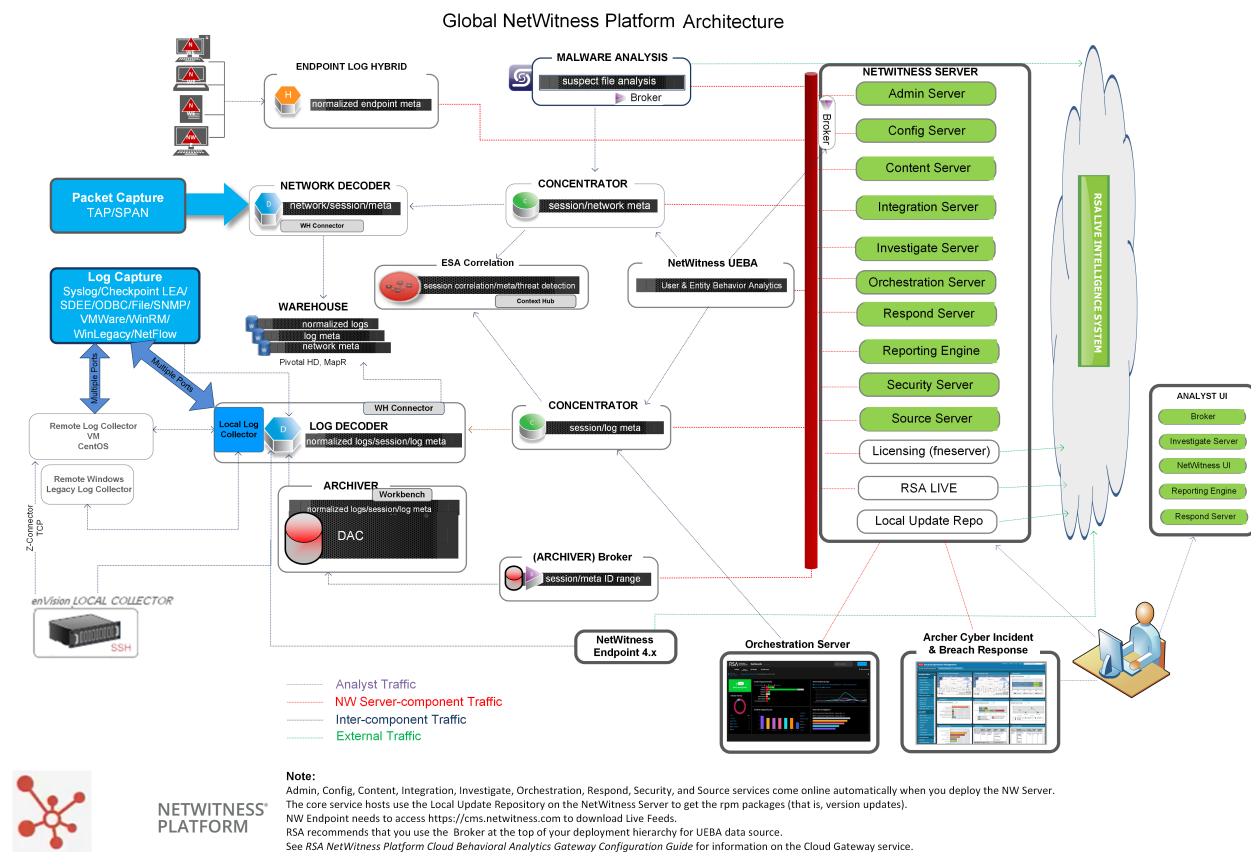 Global NetWitness Platform Architecture
ENDPOINT LOG HYBRID
H
normalized endpoint meta
N
N
N
NW
MALWARE ANALYSIS
suspect file analysis
Broker
NETWITNESS SERVER
Broker
Admin Server
Config Server
Content Server
Integration Server
Investigate Server
Orchestration Server
Respond Server
Reporting Engine
Security Server
Source Server
Licensing (fneserver)
RSA LIVE
Local Update Repo
RSA LIVE INTELLIGENCE SYSTEM
Packet Capture
TAP/SPAN
NETWORK DECODER
D
network/session/meta
WH Connector
CONCENTRATOR
C
session/network meta
Log Capture
Syslog/Checkpoint LEA/
SDEE/ODBC/File/SNMP/
VMWare/WinRM/
WinLegacy/NetFlow
ESA Correlation
session correlation/meta/threat detection
Context Hub
NetWitness UEBA
User & Entity Behavior Analytics
WAREHOUSE
normalized logs
log meta
network meta
Pivotal HD, MapR
Multiple Ports
Multiple Ports
ANALYST UI
Broker
Investigate Server
NetWitness UI
Reporting Engine
Respond Server
Remote Log Collector
VM
CentOS
Remote Windows
Legacy Log Collector
Local Log
Collector
WH Connector
D
LOG DECODER
normalized logs/session/log meta
CONCENTRATOR
C
session/log meta
ARCHIVER
Workbench
normalized logs/session/log meta
DAC
Z-Connector
TCP
(ARCHIVER) Broker
session/meta ID range
enVision LOCAL COLLECTOR
SSH
NetWitness
Endpoint 4.x
Orchestration Server
RSA
Archer Cyber Incident
& Breach Response
Analyst Traffic
NW Server-component Traffic
Inter-component Traffic
External Traffic
NETWITNESS®
PLATFORM
Note:
Admin, Config, Content, Integration, Investigate, Orchestration, Respond, Security, and Source services come online automatically when you deploy the NW Server.
The core service hosts use the Local Update Repository on the NetWitness Server to get the rpm packages (that is, version updates).
NW Endpoint needs to access https://cms.netwitness.com to download Live Feeds.
RSA recommends that you use the Broker at the top of your deployment hierarchy for UEBA data source.
See RSA NetWitness Platform Cloud Behavioral Analytics Gateway Configuration Guide for information on the Cloud Gateway service.